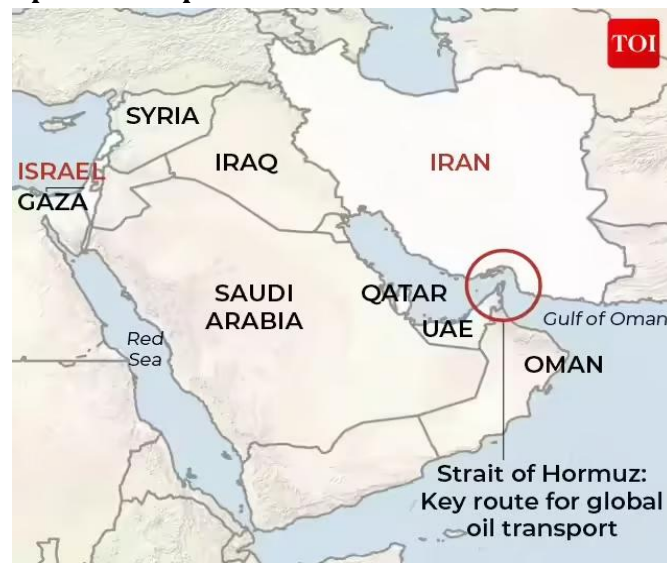 TOI
SYRIA
ISRAEL
GAZA
IRAQ
IRAN
SAUDI
ARABIA
QATAR
UAE
Red
Sea
Gulf of Oman
OMAN
Strait of Hormuz:
Key route for global
oil transport